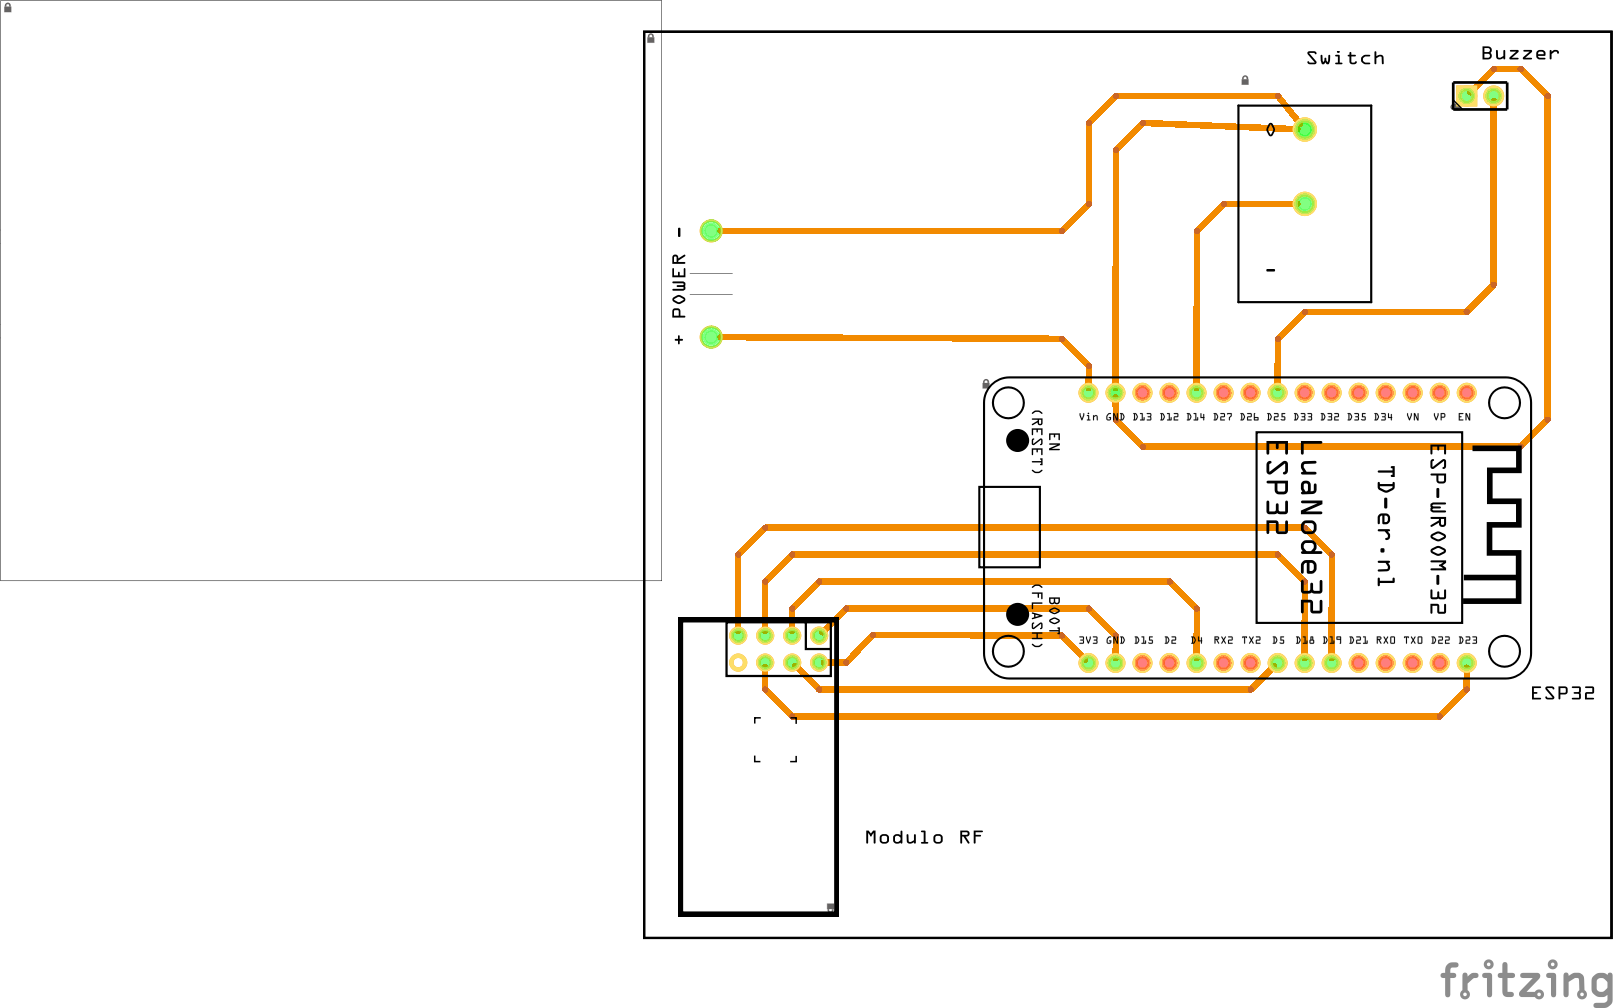 Switch
Buzzer
0
-
-
POWER
+
Vin GND D13 D12 D14 D27 D26 D25 D33 D32 D35 D34 VN VP EN
EN
(RESET)
ESP32
LuaNode32
TD-er.nl
ESP-WROOM-32
BOOT
(FLASH)
3V3 GND D15 D2 D4 RX2 TX2 D5 D18 D19 D21 RX0 TX0 D22 D23
ESP32
Modulo RF
fritzing